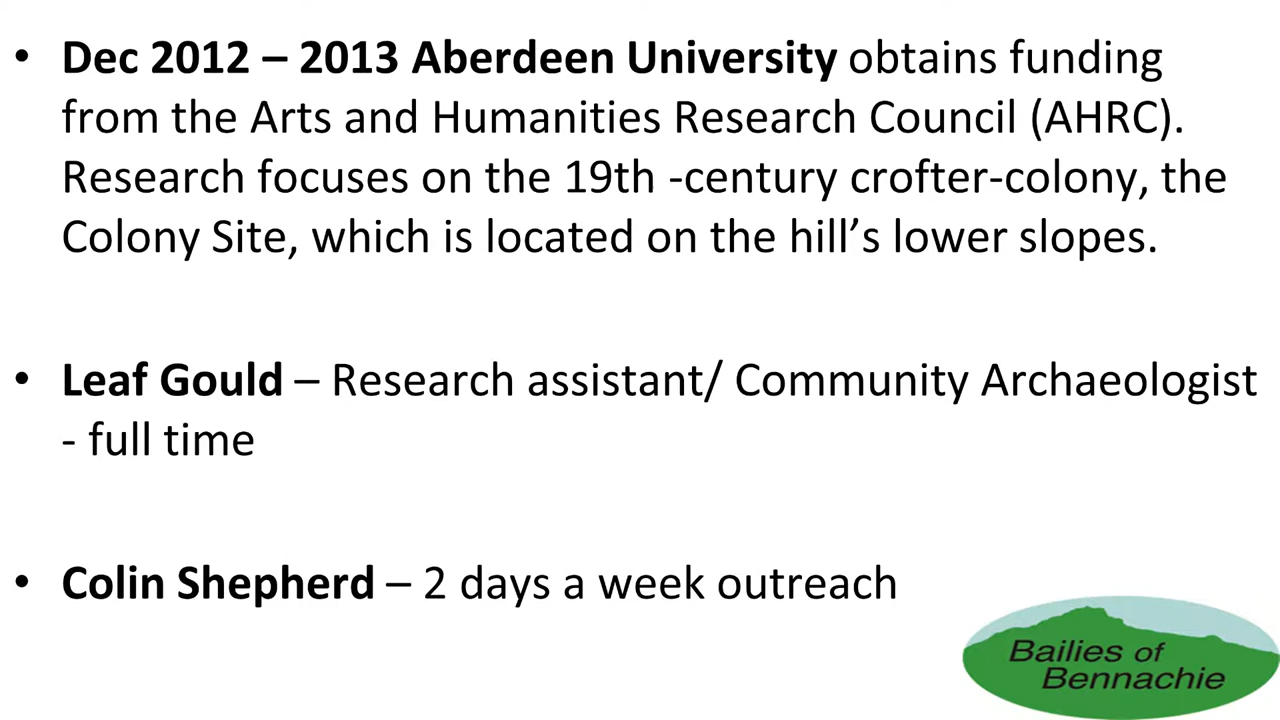 • Dec 2012 – 2013 Aberdeen University obtains funding
from the Arts and Humanities Research Council (AHRC).
Research focuses on the 19th -century crofter-colony, the
Colony Site, which is located on the hill’s lower slopes.
• Leaf Gould – Research assistant/ Community Archaeologist
- full time
• Colin Shepherd – 2 days a week outreach
Bailies of
Bennachie